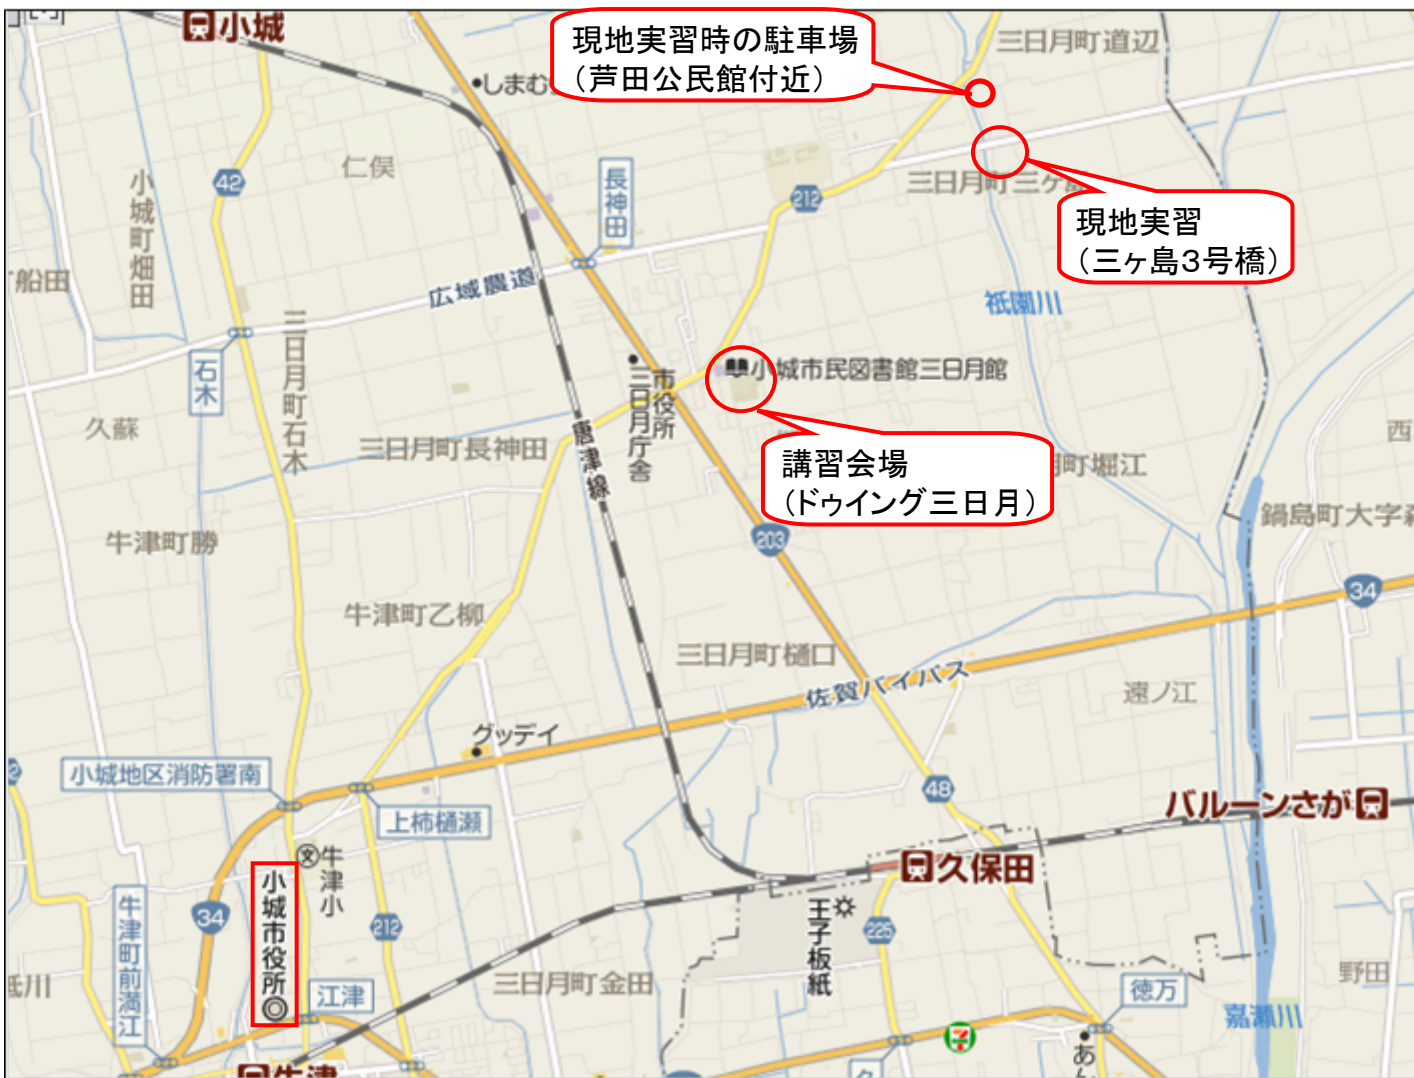 小城
現地実習時の駐車場
（芦田公民館付近）
三日月町道辺
しまむ
仁俣
42
小城町畑田
長神田
212
三日月町三ヶ島
現地実習
（三ヶ島３号橋）
船田
広域農道
祇園川
三日月町石木
石木
市役所
三日月庁舎
小城市民図書館三日月館
久蘇
三日月町長神田
唐津線
講習会場
（ドゥイング三日月）
町堀江
西
鍋島町大字
牛津町勝
203
34
牛津町乙柳
三日月町樋口
佐賀バイパス
遠ノ江
グッデイ
小城地区消防署南
48
バルーンさが
上柿樋瀬
牛津小
久保田
小城市役所
34
牛津町前満江
212
王子板紙
225
三日月町金田
江津
徳万
野田
嘉瀬川
牛津
久
あん